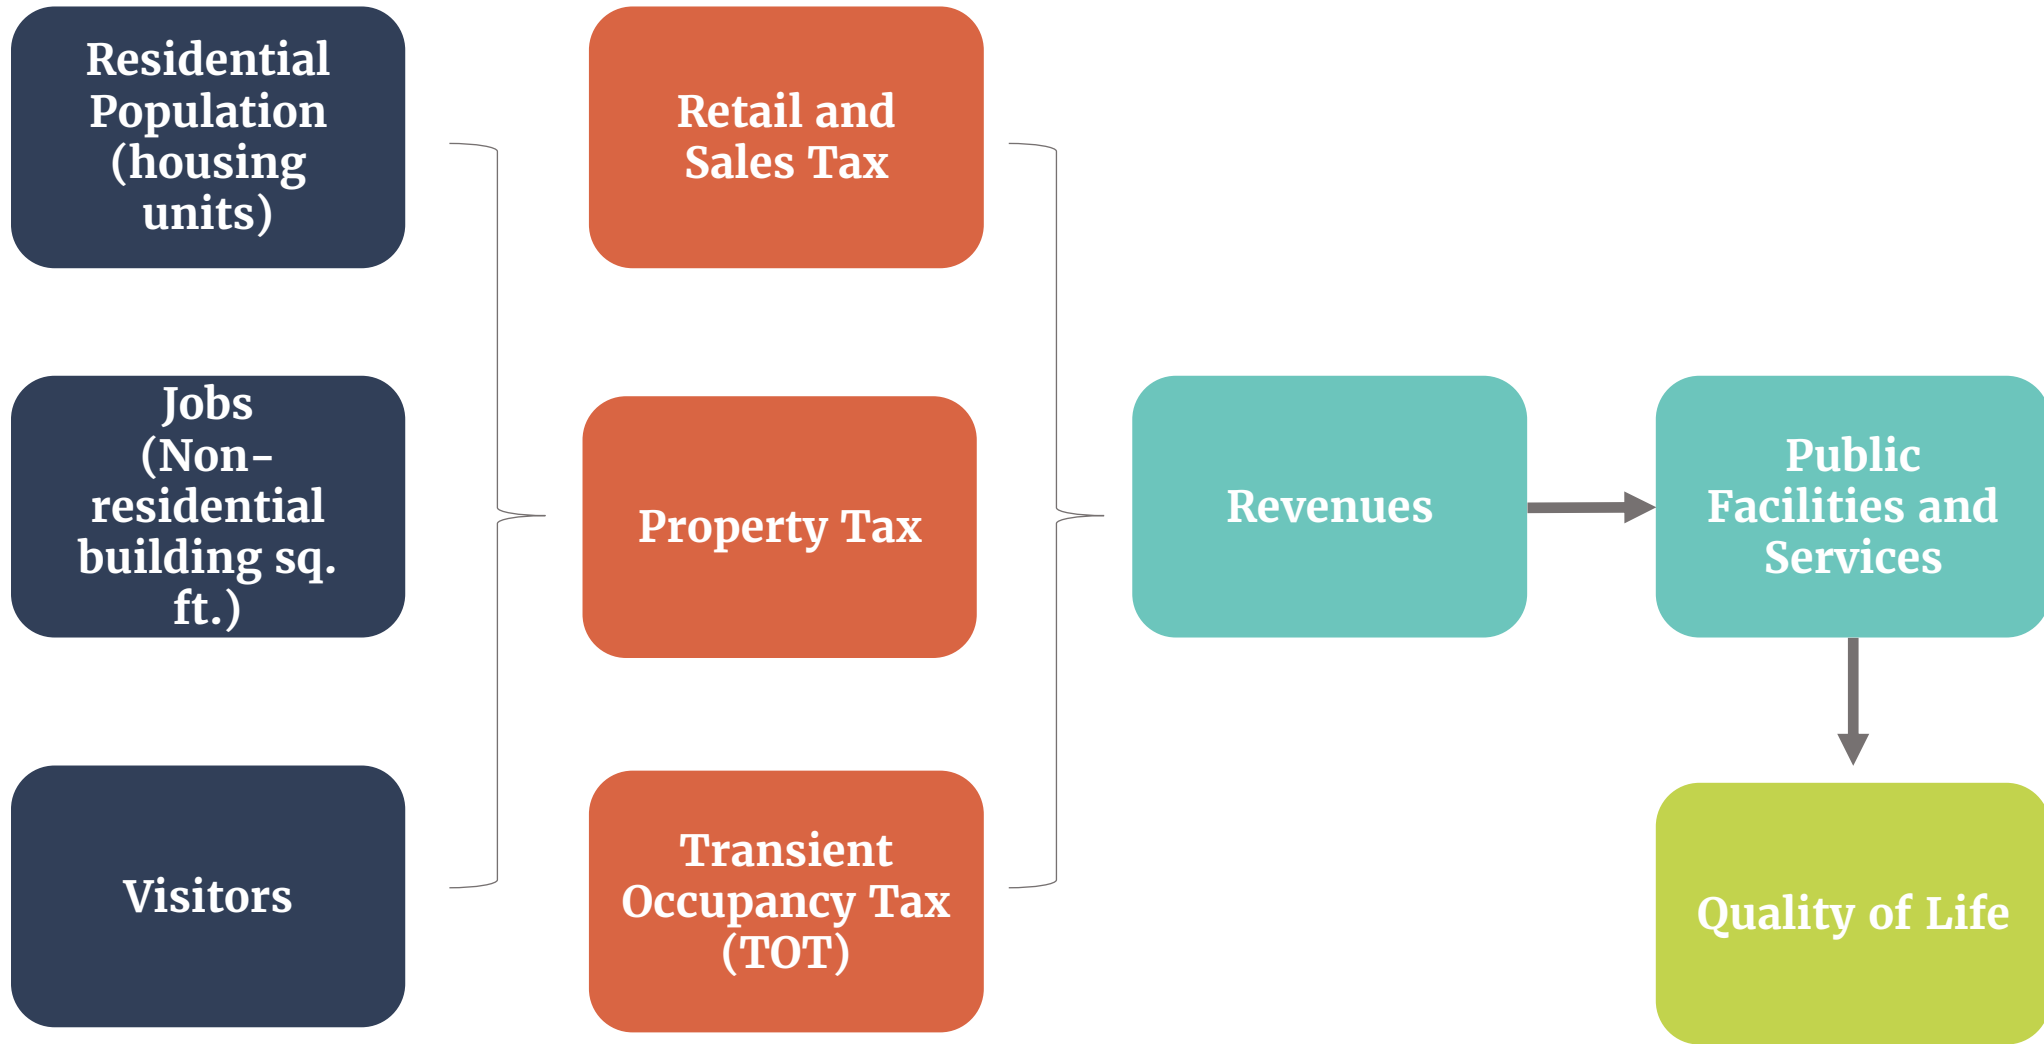 Residential
Population
(housing
units)
Retail and
Sales Tax
Jobs
(Non-
residential
building sq.
ft.)
Property Tax
Revenues
Public
Facilities and
Services
Visitors
Transient
Occupancy Tax
(TOT)
Quality of Life